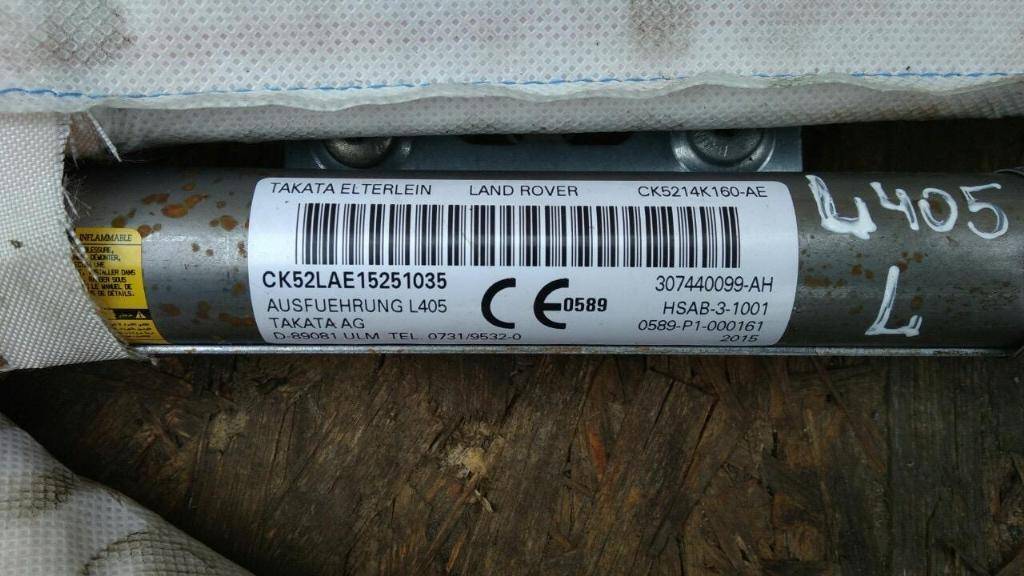 TAKATA ELTERLEIN LAND ROVER CK5214K160-AE
CK52LAE15251035
AUSFUEHRUNG L405
TAKATA AG
D-89081 ULM TEL. 0731/9532-0
CE0589
307440099-AH
HSAB-3-1001
0589-P1-000161
2015
L405
L
INFLAMMABLE